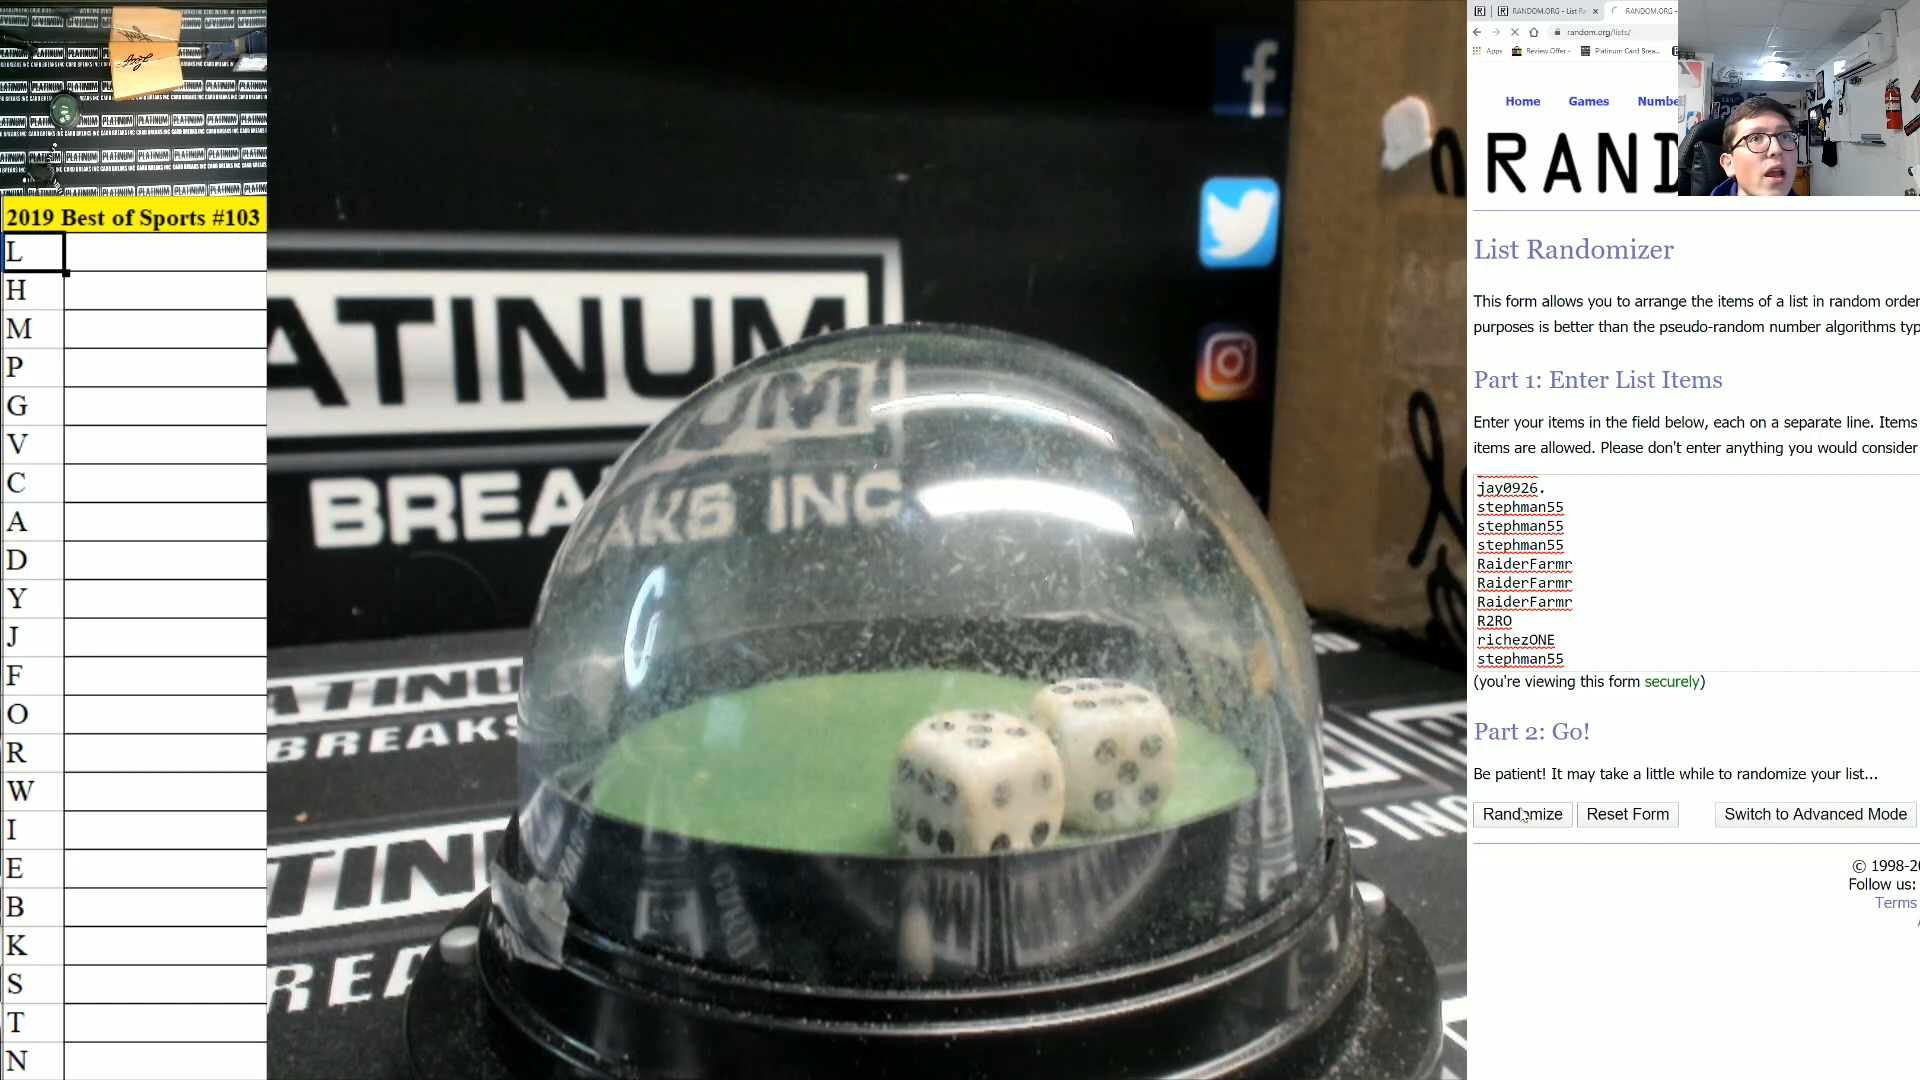 2019 Best of Sports #103
L
H
M
P
G
V
C
A
D
Y
J
F
O
R
W
I
E
B
K
S
T
N
PLATINUM
BREAKS INC
ATINUM
BREA
AKS INC
RANDOM.ORG - List Ra
RANDOM.ORG -
random.org/lists/
Apps
Review Offer -
Platinum Card Brea...
Home Games Numbe
RAND
List Randomizer
This form allows you to arrange the items of a list in random order
purposes is better than the pseudo-random number algorithms typ
Part 1: Enter List Items
Enter your items in the field below, each on a separate line. Items
items are allowed. Please don't enter anything you would consider
jay0926.
stephman55
stephman55
stephman55
RaiderFarmr
RaiderFarmr
RaiderFarmr
R2RO
richezONE
stephman55
(you're viewing this form securely)
Part 2: Go!
Be patient! It may take a little while to randomize your list...
Randomize Reset Form Switch to Advanced Mode
© 1998-20
Follow us:
Terms